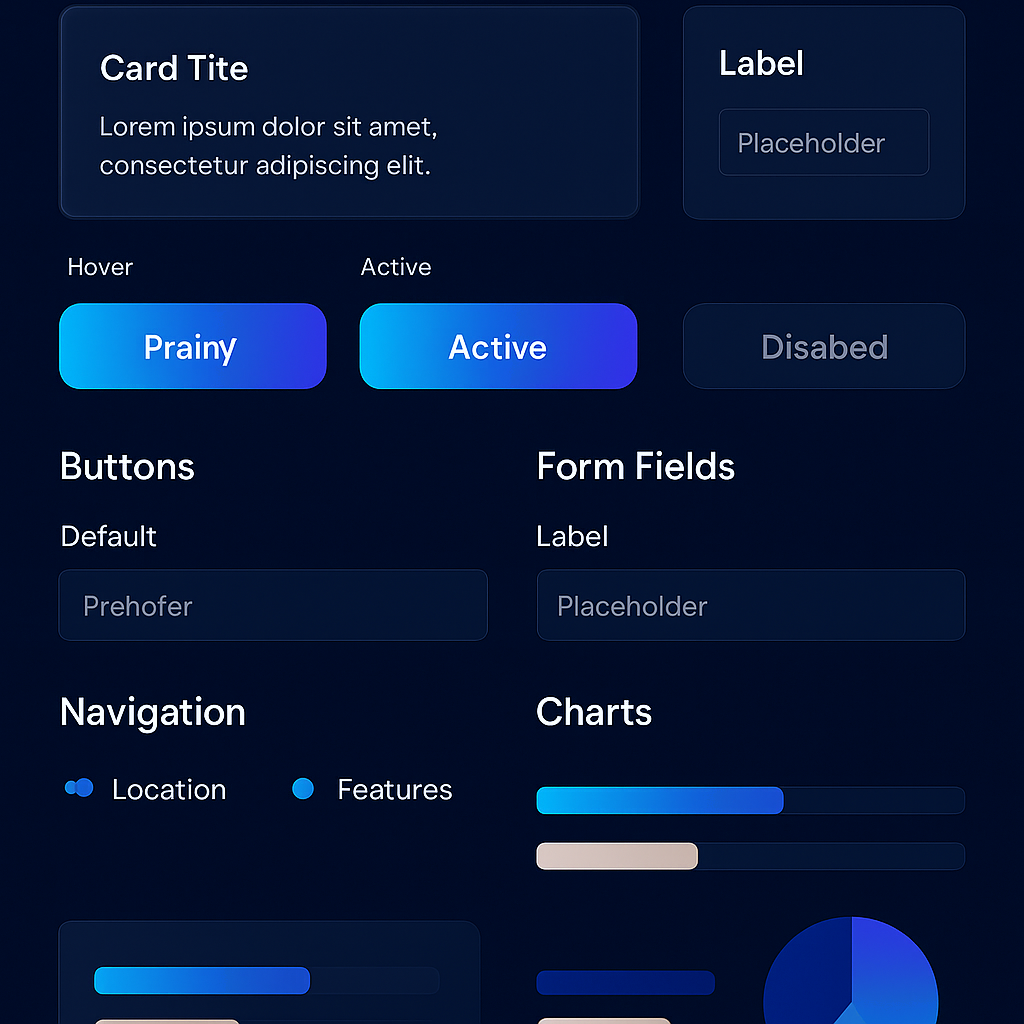 Card Tite
Lorem ipsum dolor sit amet,
consectetur adipiscing elit.
Label
Placeholder
Hover
Active
Prainy
Active
Disabed
Buttons
Form Fields
Default
Label
Prehofer
Placeholder
Navigation
Charts
Location
Features